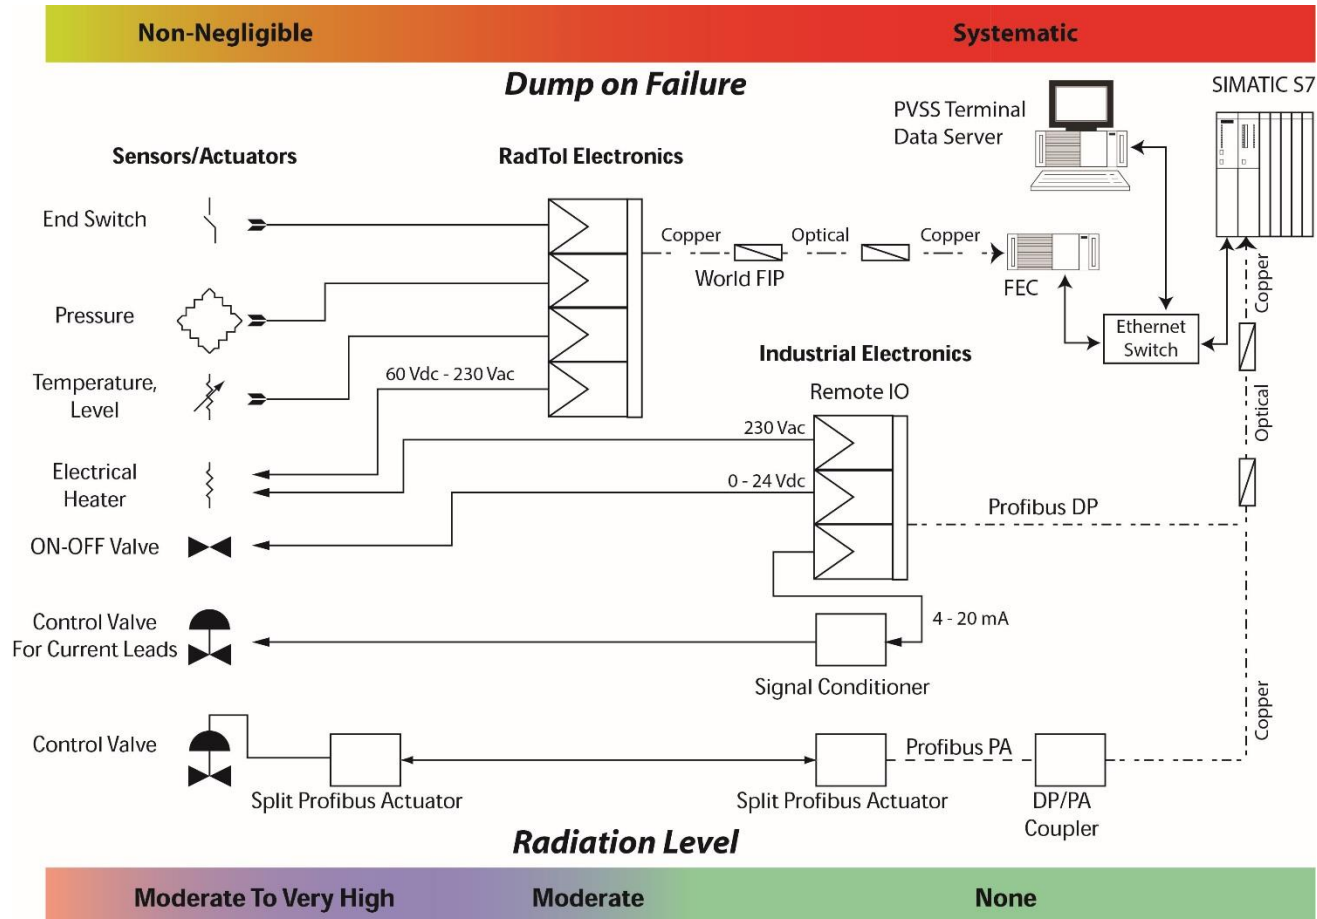 Non-Negligible
Systematic
Dump on Failure
SIMATIC S7
PVSS Terminal
Data Server
Sensors/Actuators
RadTol Electronics
End Switch
Copper
Optical
Copper
World FIP
FEC
Copper
Pressure
Ethernet
Switch
Industrial Electronics
Temperature,
Level
60 Vdc - 230 Vac
Remote IO
Optical
230 Vac
Electrical
Heater
0 - 24 Vdc
Profibus DP
ON-OFF Valve
Control Valve
For Current Leads
4 - 20 mA
Signal Conditioner
Copper
Control Valve
Profibus PA
Split Profibus Actuator
Split Profibus Actuator
DP/PA
Coupler
Radiation Level
Moderate To Very High
Moderate
None